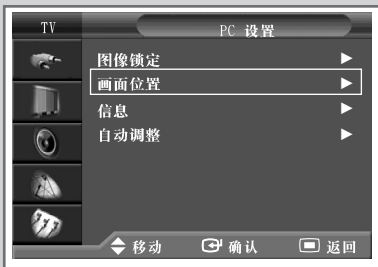 TV
PC 设置
图像锁定
画面位置
信息
自动调整
移动 确认 返回